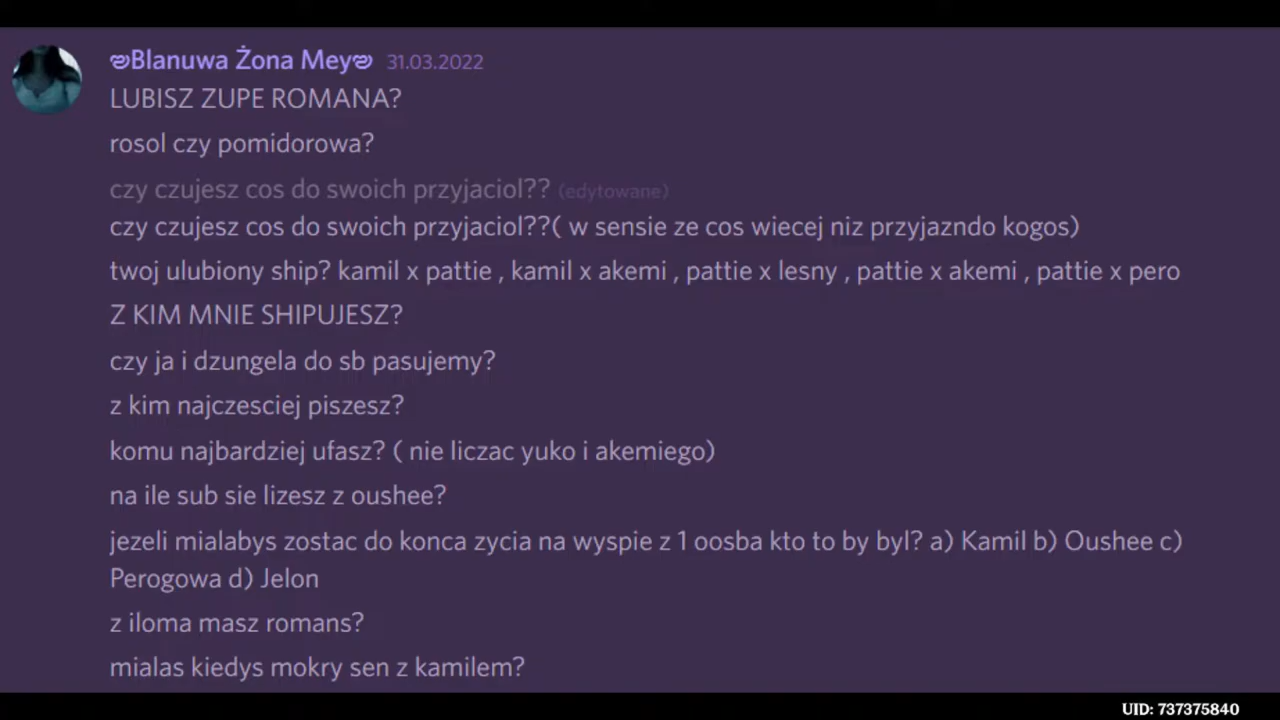 ᰔBlanuwa Żona Meyᰔ 31.03.2022
LUBISZ ZUPE ROMANA?
rosol czy pomidorowa?
czy czujesz cos do swoich przyjaciol?? (edytowane)
czy czujesz cos do swoich przyjaciol??( w sensie ze cos wiecej niz przyjazndo kogos)
twoj ulubiony ship? kamil x pattie , kamil x akemi , pattie x lesny , pattie x akemi , pattie x pero
Z KIM MNIE SHIPUJESZ?
czy ja i dzungela do sb pasujemy?
z kim najczesciej piszesz?
komu najbardziej ufasz? ( nie liczac yuko i akemiego)
na ile sub sie lizesz z oushee?
jezeli mialabys zostac do konca zycia na wyspie z 1 oosba kto to by byl? a) Kamil b) Oushee c)
Perogowa d) Jelon
z iloma masz romans?
mialas kiedys mokry sen z kamilem?
UID: 737375840